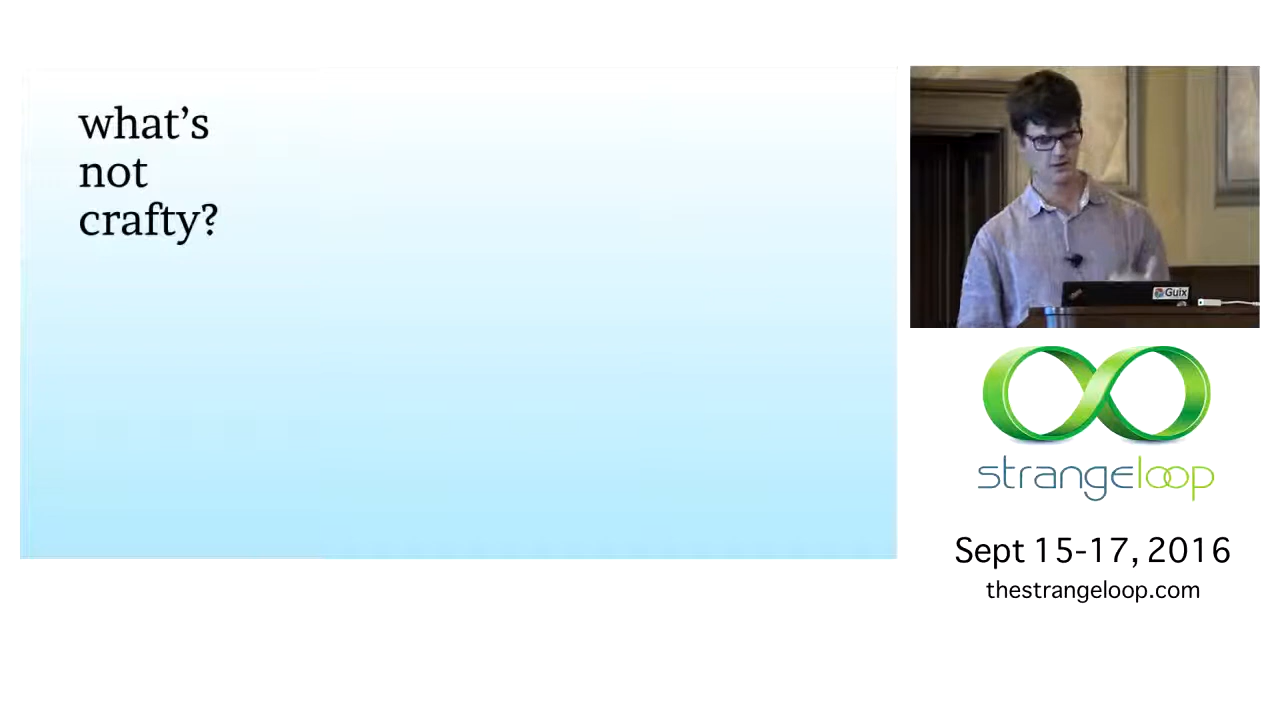 what's
not
crafty?
Guix
strangeloop
Sept 15-17, 2016
thestrangeloop.com